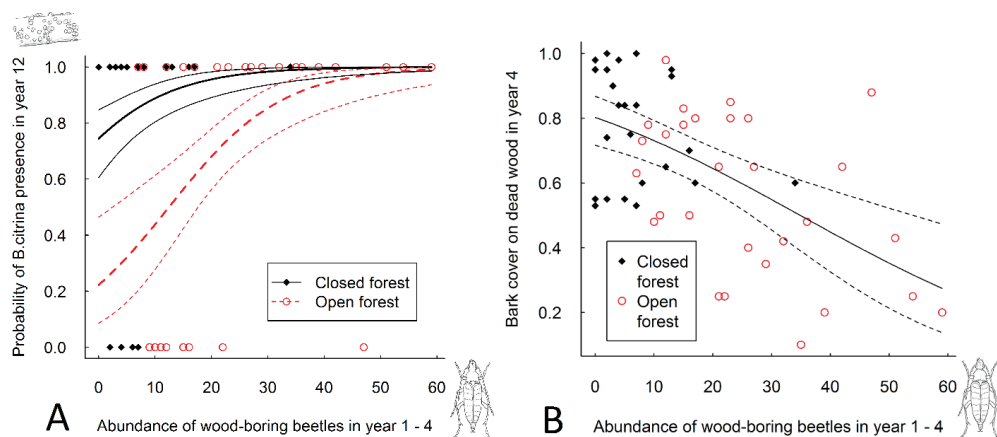 Probability of B.citrina presence in year 12
1.0
0.8
0.6
0.4
0.2
0.0
Closed forest
Open forest
0 10 20 30 40 50 60
A
Abundance of wood-boring beetles in year 1 - 4
Bark cover on dead wood in year 4
1.0
0.8
0.6
0.4
0.2
Closed
forest
Open
forest
0 10 20 30 40 50 60
B
Abundance of wood-boring beetles in year 1 - 4